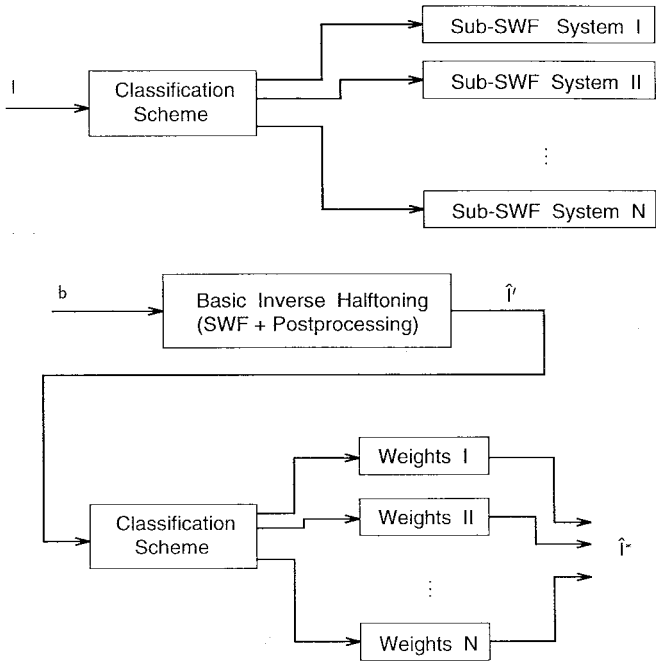 Sub-SWF System I
I
Classification
Scheme
Sub-SWF System II
⋮
Sub-SWF System N
b
Basic Inverse Halftoning
(SWF + Postprocessing)
Î'
Classification
Scheme
Weights I
Weights II
⋮
Weights N
Î*